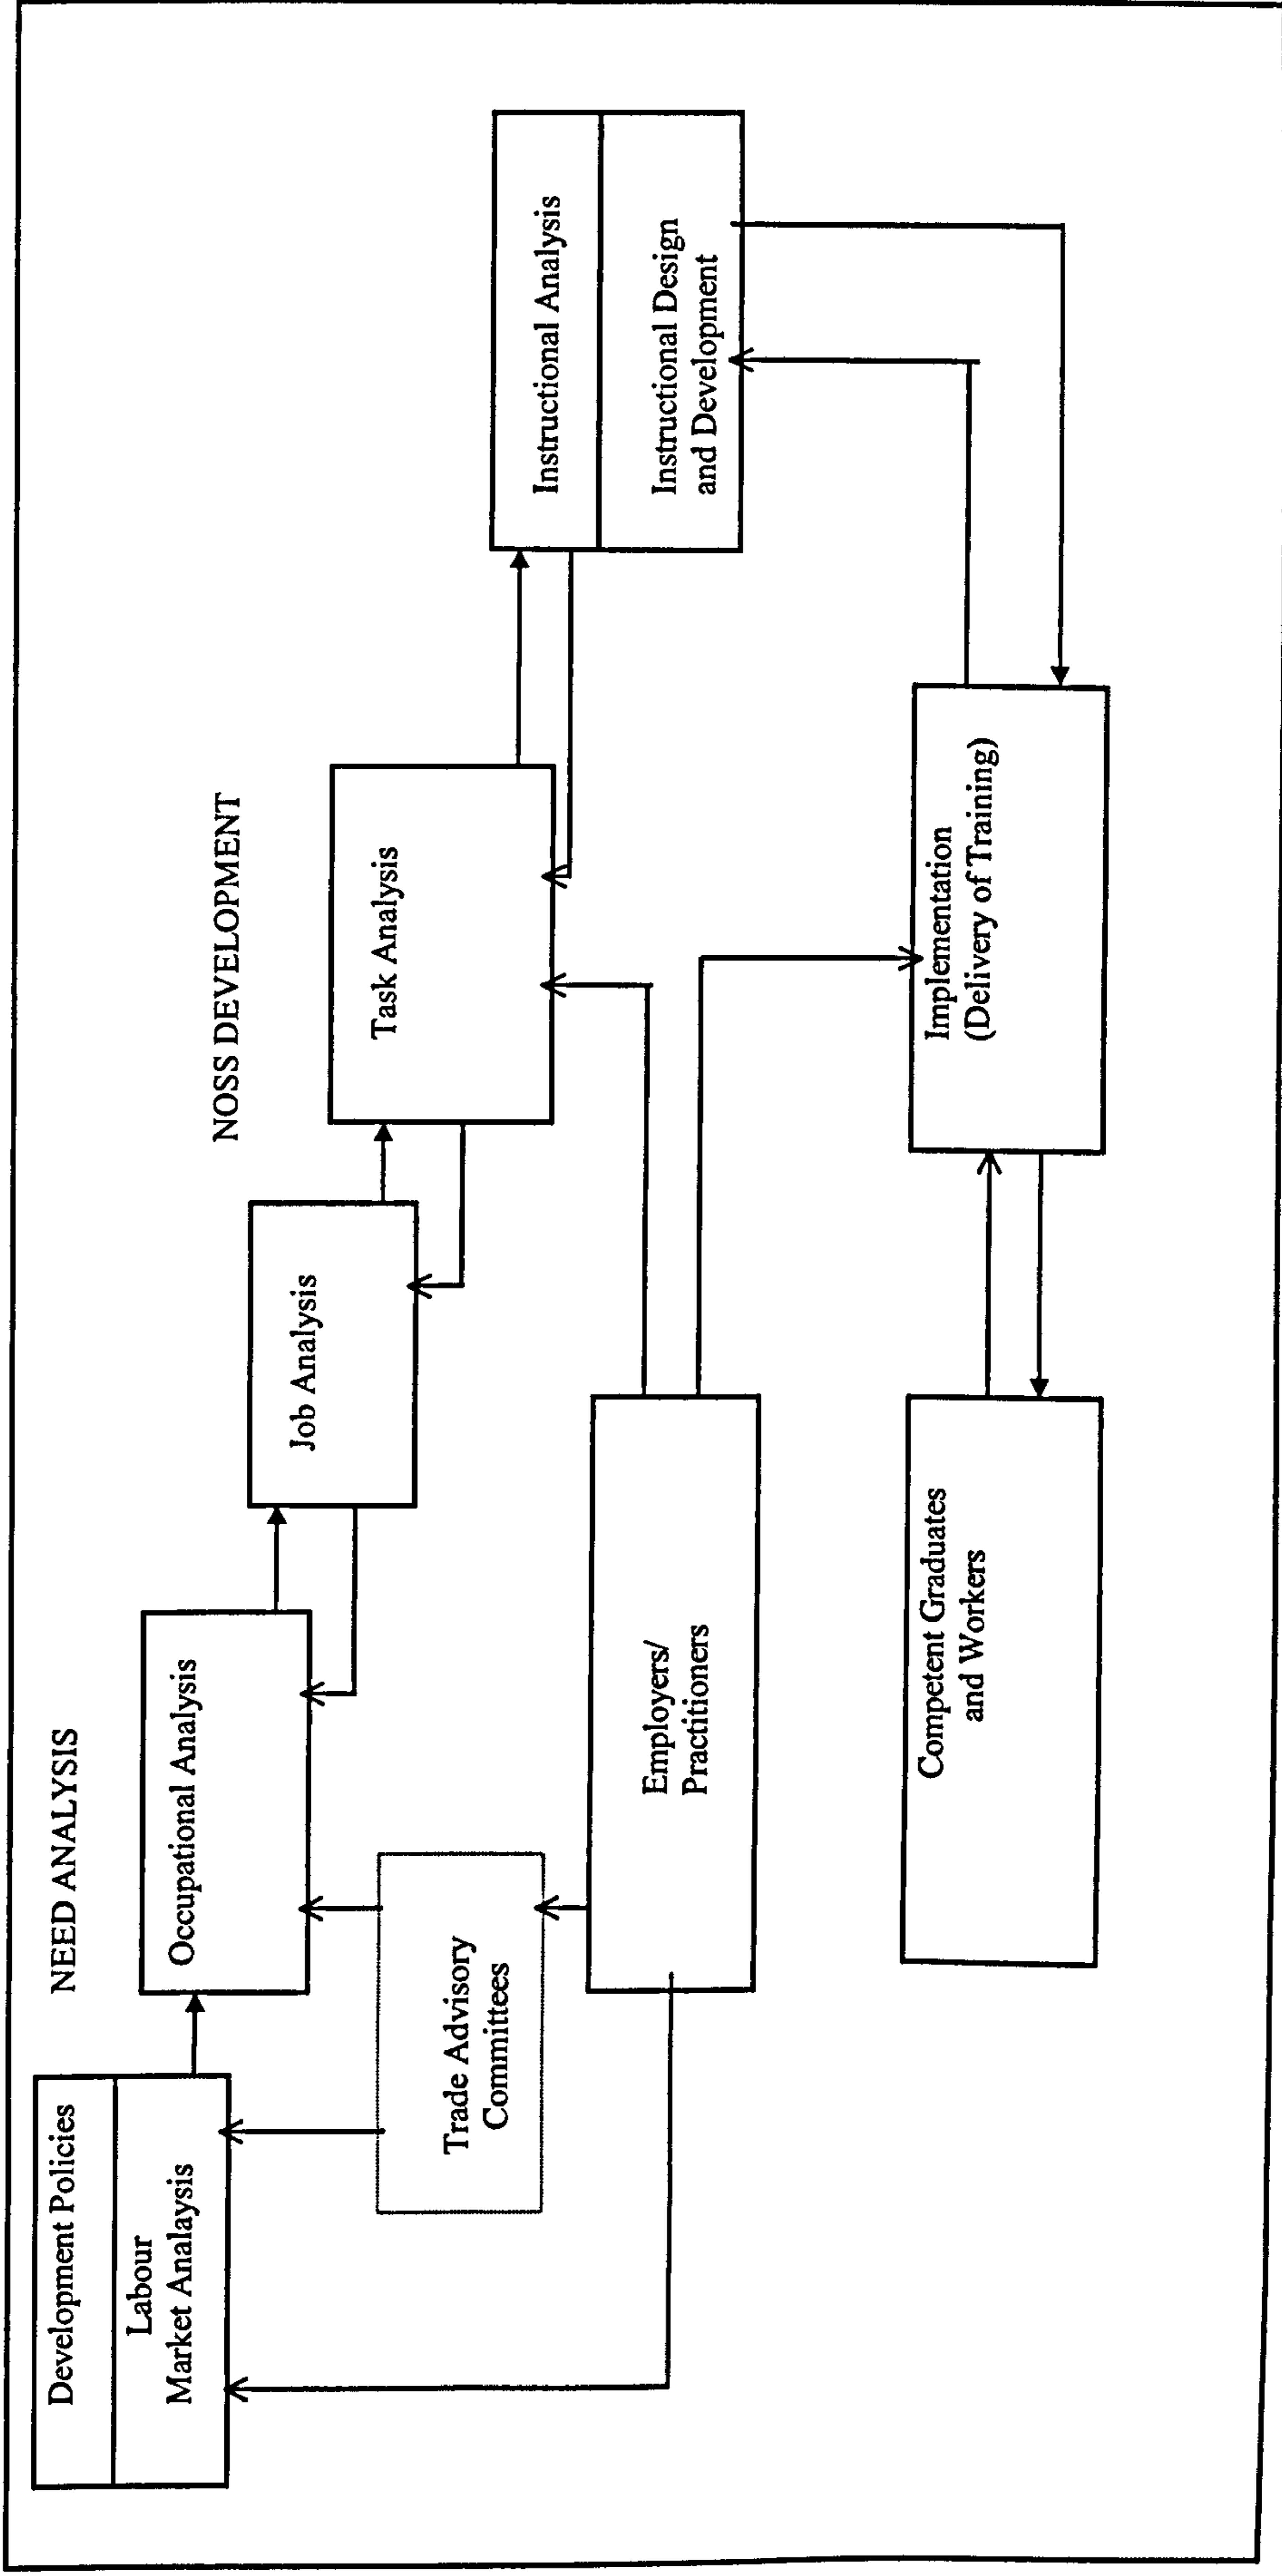 NEED ANALYSIS
NOSS DEVELOPMENT
Development Policies
Labour
Market Analaysis
Occupational Analysis
Job Analysis
Task Analysis
Instructional Analysis
Instructional Design
and Development
Trade Advisory
Committees
Employers/
Practitioners
Implementation
(Delivery of Training)
Competent Graduates
and Workers